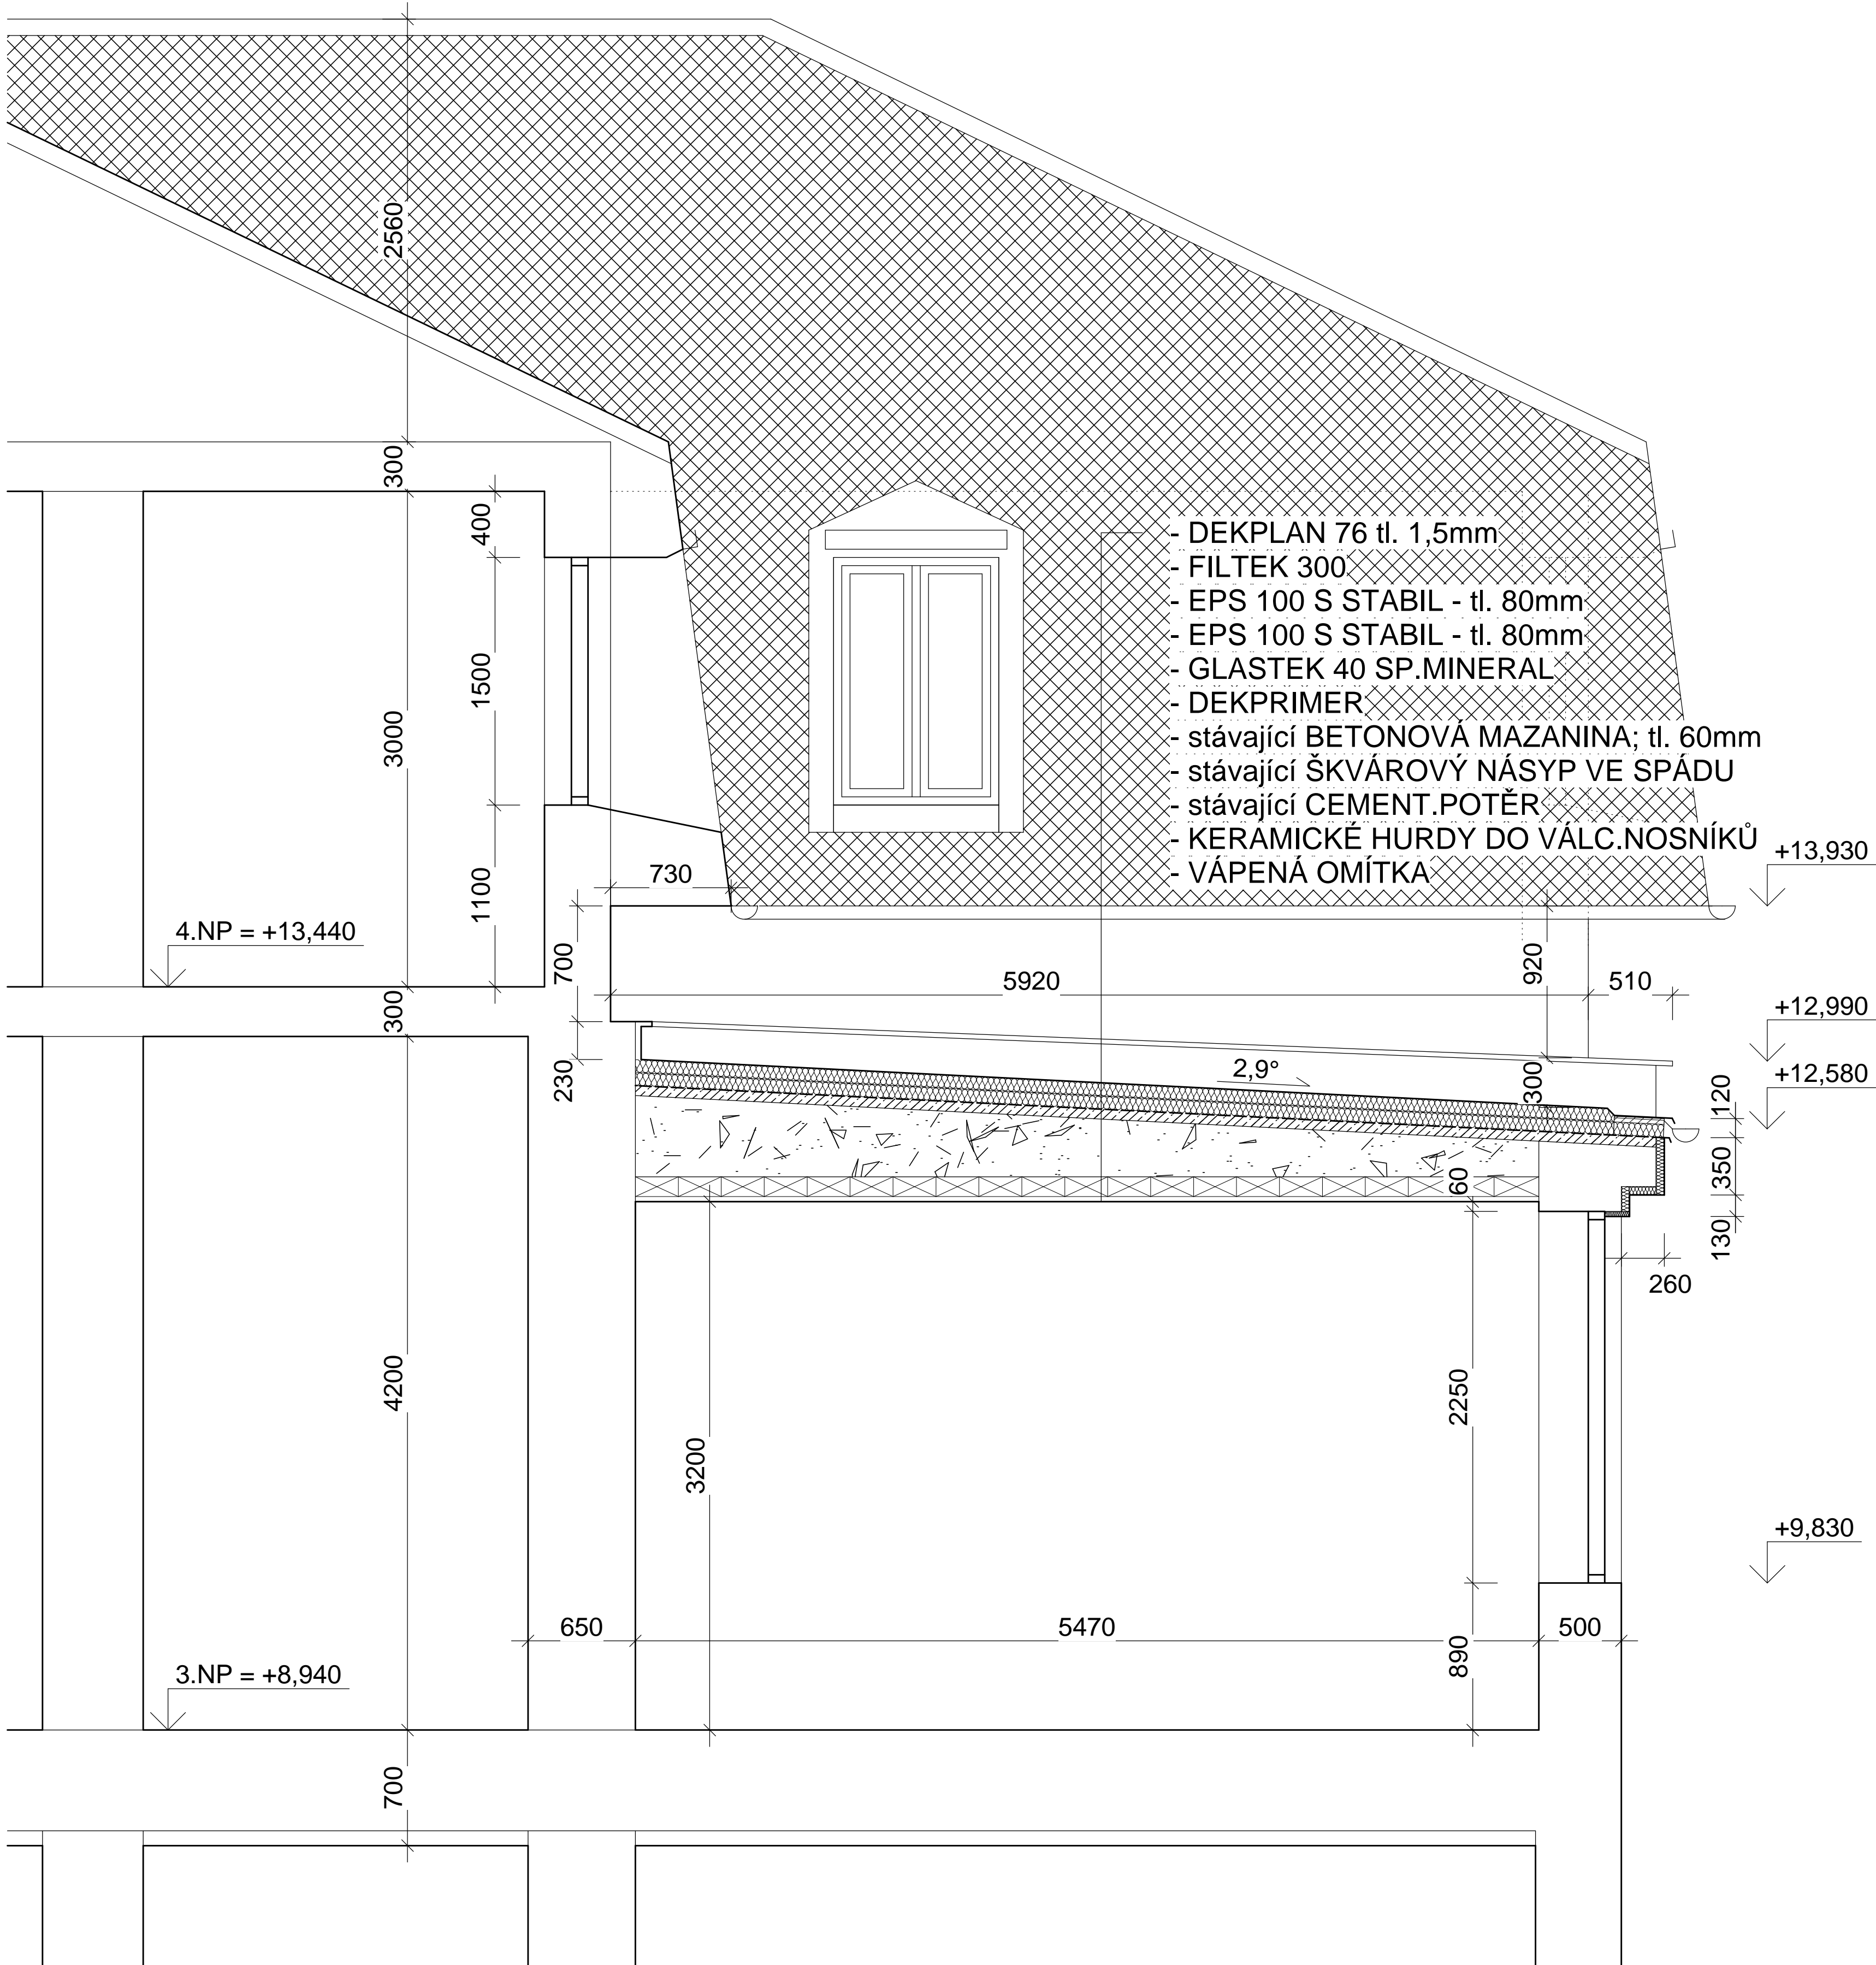 2560
300
400
- DEKPLAN 76 tl. 1,5mm
- FILTEK 300
- EPS 100 S STABIL - tl. 80mm
- EPS 100 S STABIL - tl. 80mm
- GLASTEK 40 SP.MINERAL
- DEKPRIMER
- stávající BETONOVÁ MAZANINA; tl. 60mm
- stávající ŠKVÁROVÝ NÁSYP VE SPÁDU
- stávající CEMENT.POTĚR
- KERAMICKÉ HURDY DO VÁLC.NOSNÍKŮ
- VÁPENÁ OMÍTKA
1500
3000
1100
730
+13,930
4.NP = +13,440
700
920
5920
510
300
+12,990
230
2,9°
300
+12,580
120
350
60
130
260
4200
2250
3200
+9,830
650
5470
500
890
3.NP = +8,940
700